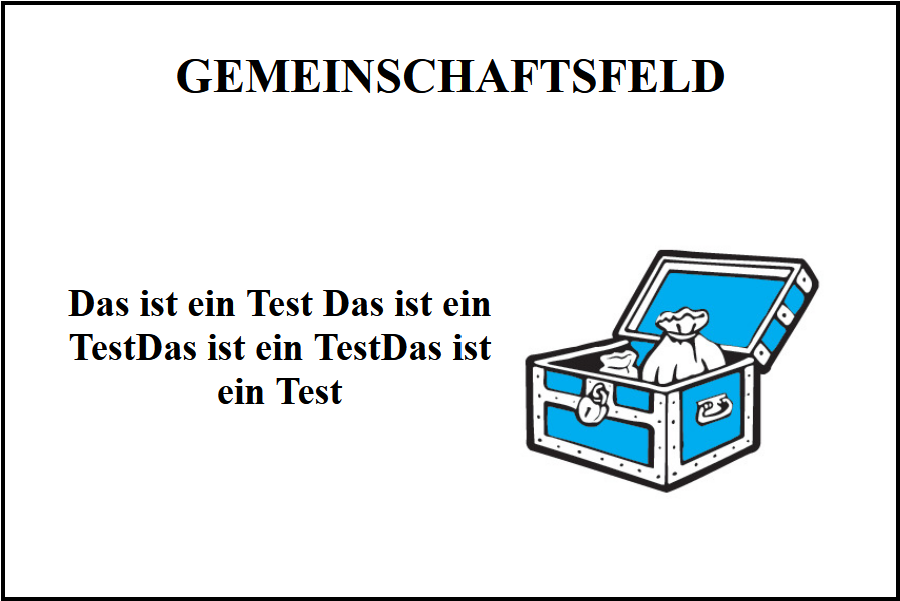 GEMEINSCHAFTSFELD
Das ist ein Test Das ist ein
TestDas ist ein TestDas ist
ein Test